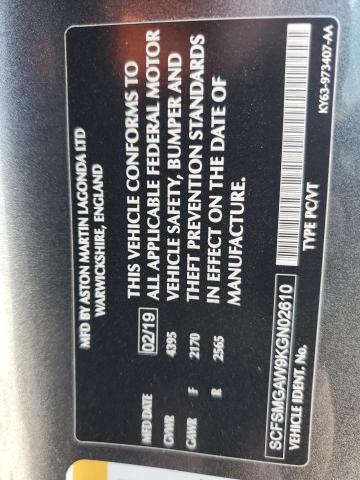 MFD BY ASTON MARTIN LAGONDA LTD
WARWICKSHIRE, ENGLAND
MFD DATE 02/19
GVWR 4395
GAWR F 2170
R 2565
THIS VEHICLE CONFORMS TO
ALL APPLICABLE FEDERAL MOTOR
VEHICLE SAFETY, BUMPER AND
THEFT PREVENTION STANDARDS
IN EFFECT ON THE DATE OF
MANUFACTURE.
SCFSMGAW9KGN02610
VEHICLE IDENT. No.
TYPE PC/VT
KY63-973407-AA